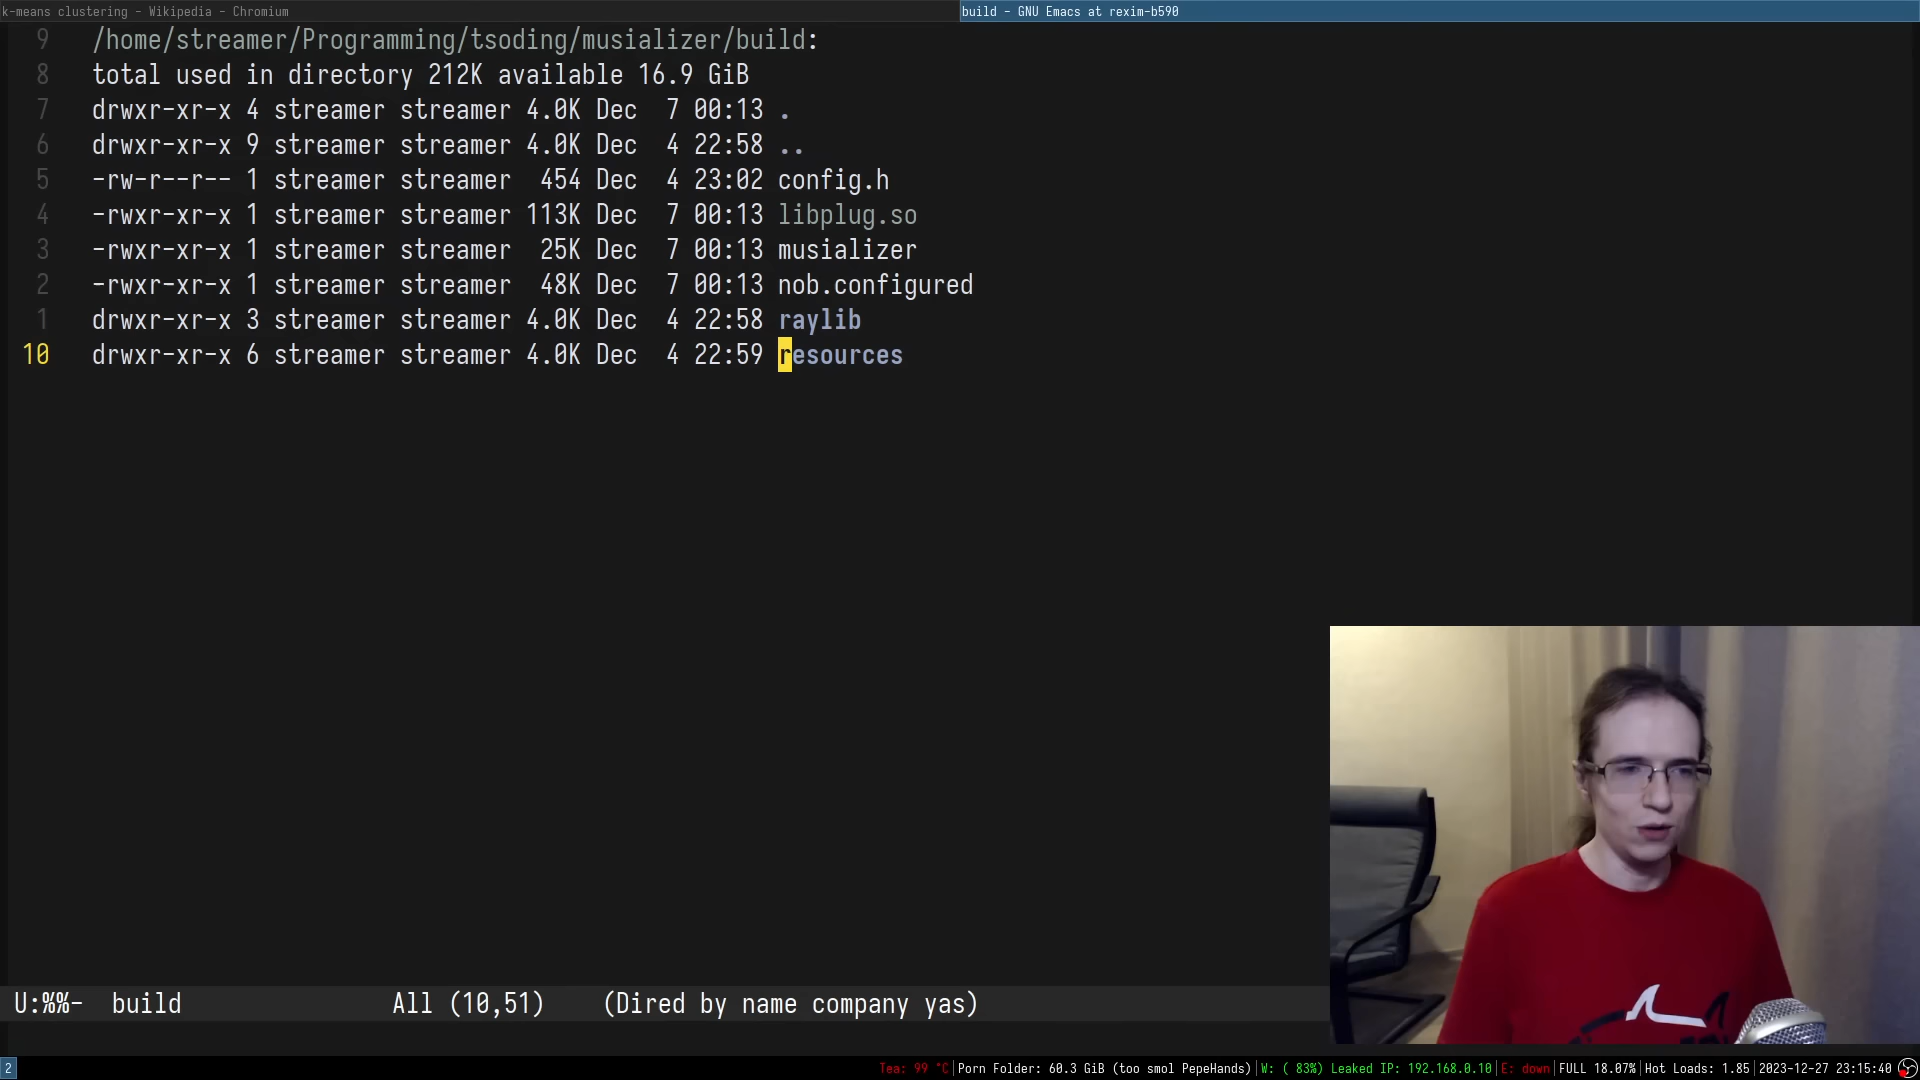 k-means clustering - Wikipedia - Chromium
build - GNU Emacs at rexim-b590
9 /home/streamer/Programming/tsoding/musializer/build:
8 total used in directory 212K available 16.9 GiB
7 drwxr-xr-x 4 streamer streamer 4.0K Dec  7 00:13 .
6 drwxr-xr-x 9 streamer streamer 4.0K Dec  4 22:58 ..
5 -rw-r--r-- 1 streamer streamer  454 Dec  4 23:02 config.h
4 -rwxr-xr-x 1 streamer streamer 113K Dec  7 00:13 libplug.so
3 -rwxr-xr-x 1 streamer streamer  25K Dec  7 00:13 musializer
2 -rwxr-xr-x 1 streamer streamer  48K Dec  7 00:13 nob.configured
1 drwxr-xr-x 3 streamer streamer 4.0K Dec  4 22:58 raylib
10 drwxr-xr-x 6 streamer streamer 4.0K Dec  4 22:59 resources
U:%%-  build All (10,51) (Dired by name company yas)
2 Tea: 99 °C|Porn Folder: 60.3 GiB (too smol PepeHands)|W: ( 83%) Leaked IP: 192.168.0.10|E: down|FULL 18.07%|Hot Loads: 1.85|2023-12-27 23:15:40